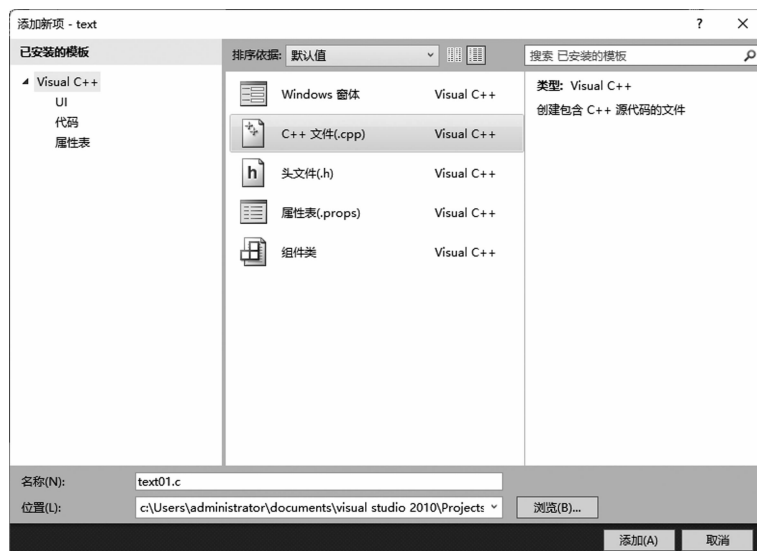 添加新项 - text
? ×
已安装的模板
Visual C++
UI
代码
属性表
排序依据: 默认值
Windows 窗体 Visual C++
C++ 文件(.cpp) Visual C++
h 头文件(.h) Visual C++
属性表(.props) Visual C++
组件类 Visual C++
搜索 已安装的模板
类型: Visual C++
创建包含 C++ 源代码的文件
名称(N): text01.c
位置(L): c:\Users\administrator\documents\visual studio 2010\Projects 浏览(B)...
添加(A) 取消